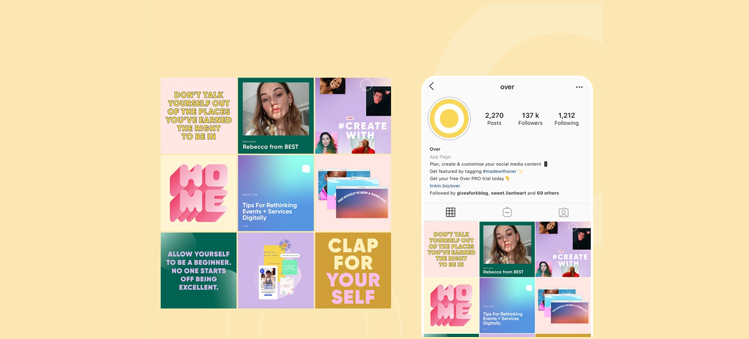 DON'T TALK
YOURSELF OUT
OF THE PLACES
YOU'VE EARNED
THE RIGHT
TO BE IN
Rebecca from BEST
#CREATE
WITH
HO
ME
Tips For Rethinking
Events + Services
Digitally
ALLOW YOURSELF
TO BE A BEGINNER.
NO ONE STARTS
OFF BEING
EXCELLENT.
CLAP
FOR
YOUR
SELF
over
2,270
Posts
137 k
Followers
1,212
Following
Over
App Page
Plan, create & customise your social media content
Get featured by tagging #madewithover
Get your free Over PRO trial today
linkin.bio/over
Followed by giveaforkblog, sweet.lionheart and 69 others
DON'T TALK
YOURSELF OUT
OF THE PLACES
YOU'VE EARNED
THE RIGHT
TO BE IN
Rebecca from BEST
#CREATE
WITH
HO
ME
Tips For Rethinking
Events + Services
Digitally